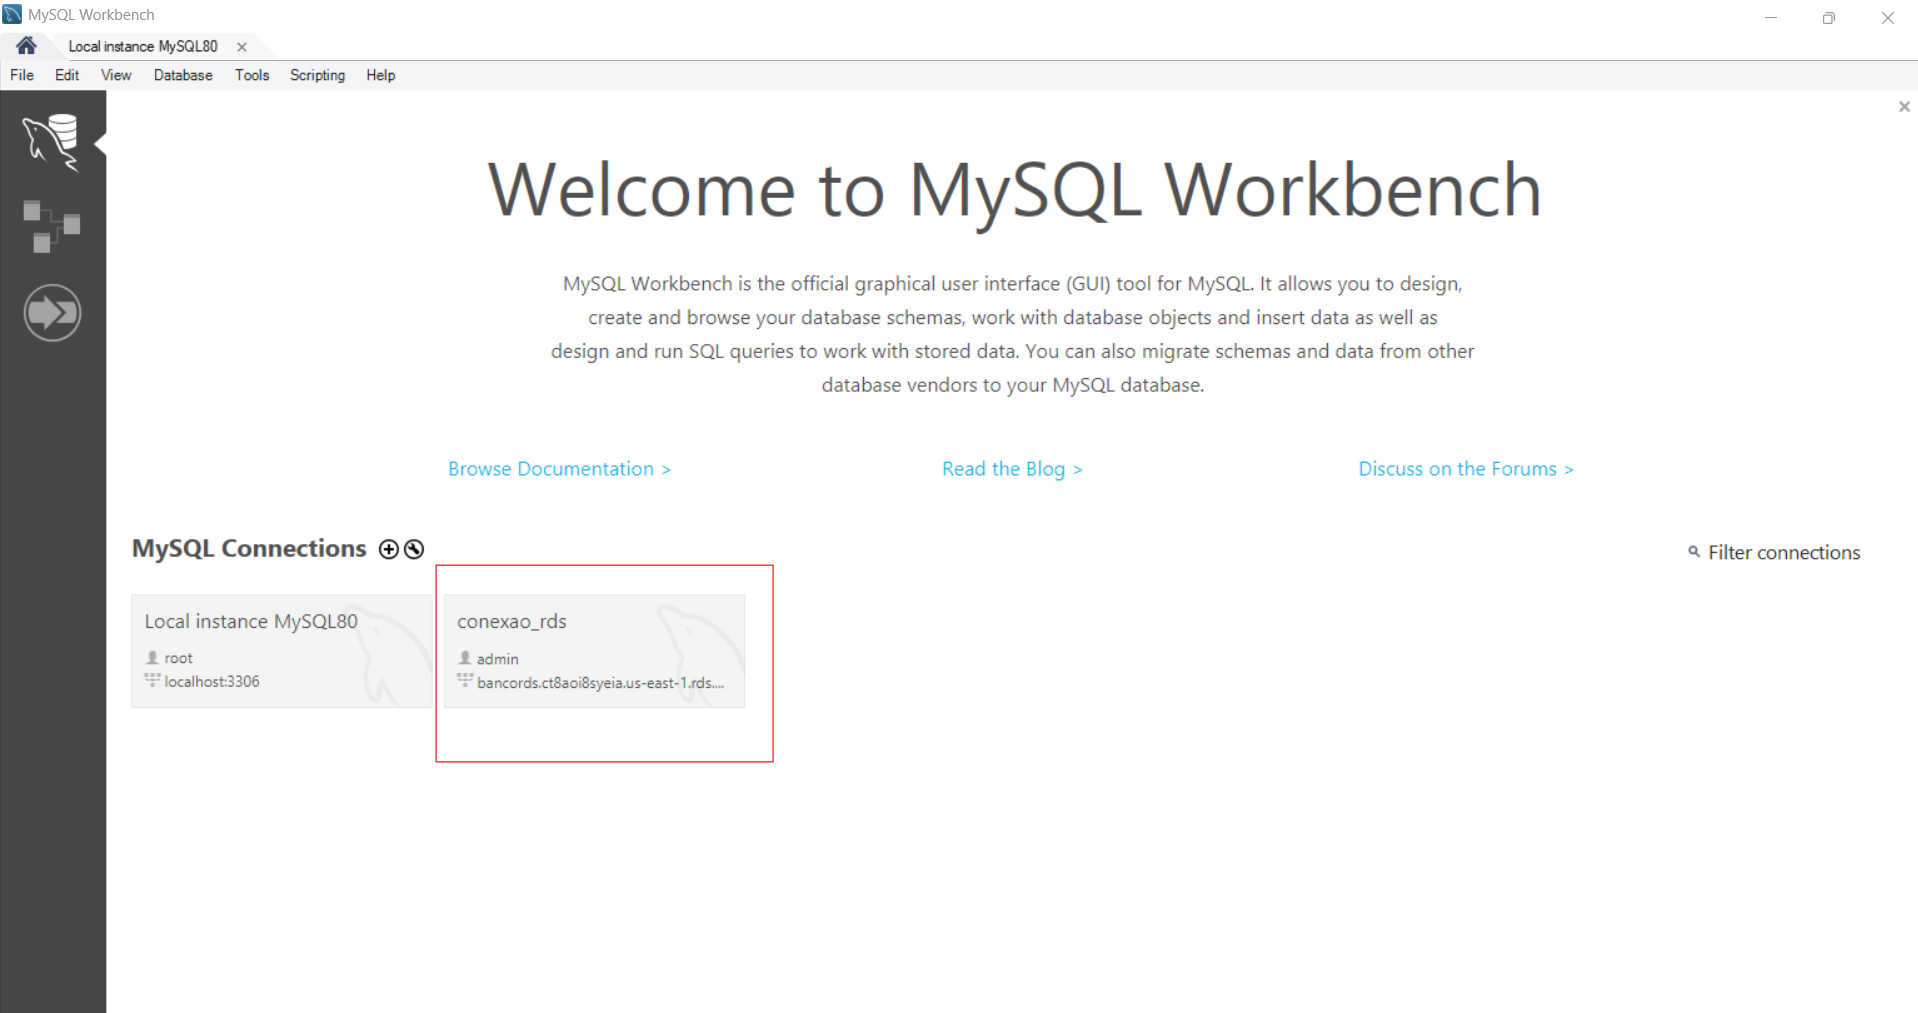 MySQL Workbench
Local instance MySQL80
File Edit View Database Tools Scripting Help
Welcome to MySQL Workbench
MySQL Workbench is the official graphical user interface (GUI) tool for MySQL. It allows you to design,
create and browse your database schemas, work with database objects and insert data as well as
design and run SQL queries to work with stored data. You can also migrate schemas and data from other
database vendors to your MySQL database.
Browse Documentation > Read the Blog > Discuss on the Forums >
MySQL Connections
Filter connections
Local instance MySQL80
root
localhost:3306
conexao_rds
admin
bancords.ct8aoi8syeia.us-east-1.rds....